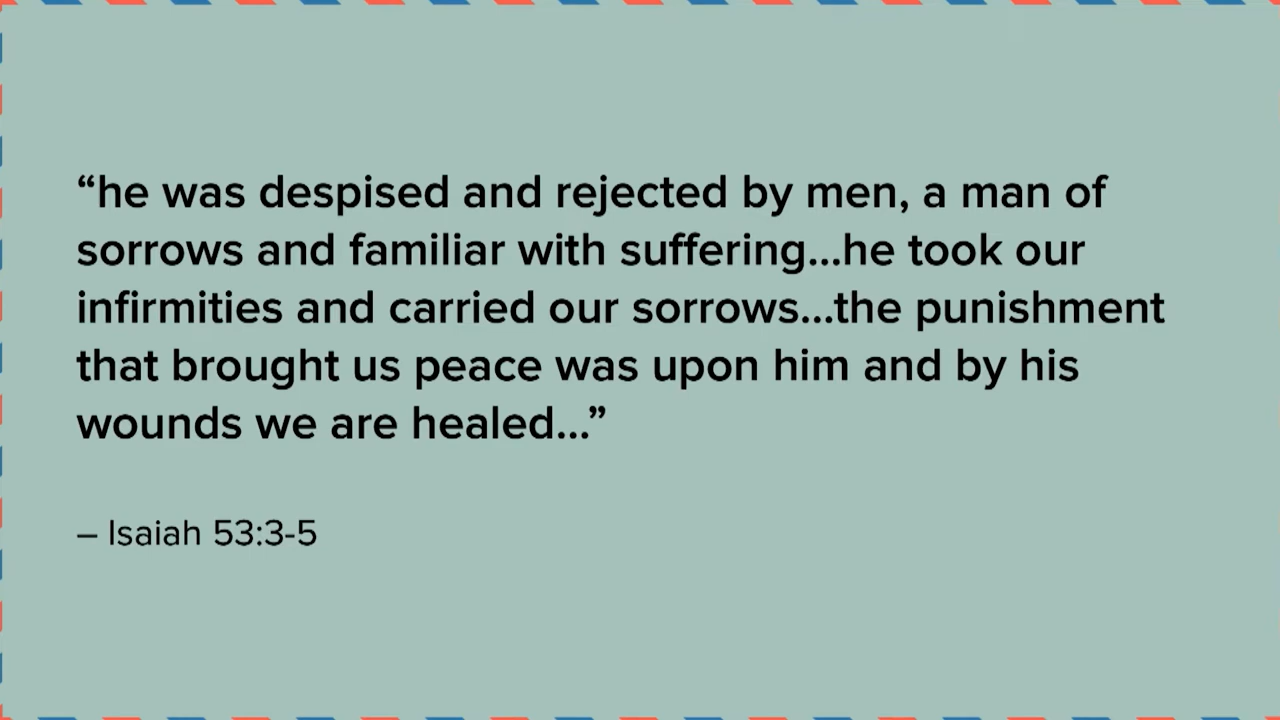 “he was despised and rejected by men, a man of
sorrows and familiar with suffering...he took our
infirmities and carried our sorrows...the punishment
that brought us peace was upon him and by his
wounds we are healed...”
– Isaiah 53:3-5